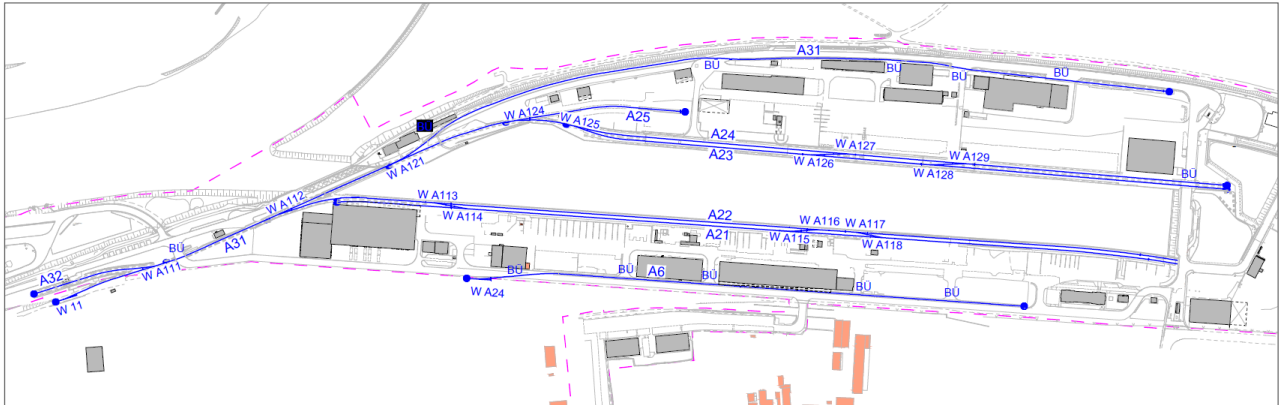 A31
BÜ
BÜ
BÜ
BÜ
W A124
A25
W A125
A24
A23
W A127
W A126
W A129
W A128
BÜ
W A121
W A112
W A113
W A114
A22
A21
W A116
W A117
W A115
W A118
A31
BÜ
W A111
A32
W 11
BÜ
W A24
BÜ
A6
BÜ
BÜ
BÜ